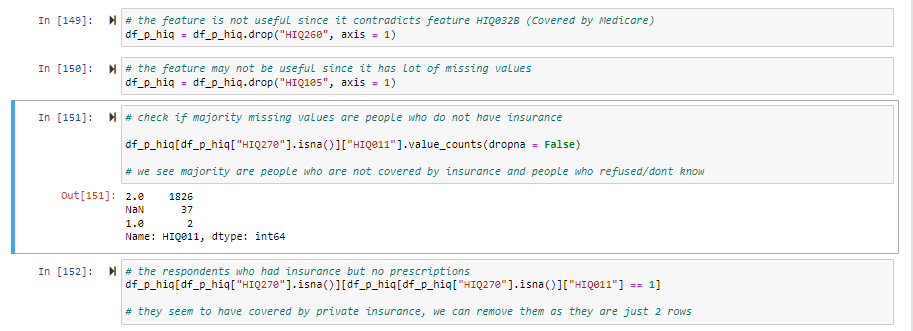 In [149]: # the feature is not useful since it contradicts feature HIQ032B (Covered by Medicare)
df_p_hiq = df_p_hiq.drop("HIQ260", axis = 1)
In [150]: # the feature may not be useful since it has lot of missing values
df_p_hiq = df_p_hiq.drop("HIQ105", axis = 1)
In [151]: # check if majority missing values are people who do not have insurance
df_p_hiq[df_p_hiq["HIQ270"].isna()]["HIQ011"].value_counts(dropna = False)
# we see majority are people who are not covered by insurance and people who refused/dont know
Out[151]: 2.0    1826
NaN      37
1.0       2
Name: HIQ011, dtype: int64
In [152]: # the respondents who had insurance but no prescriptions
df_p_hiq[df_p_hiq["HIQ270"].isna()][df_p_hiq[df_p_hiq["HIQ270"].isna()]["HIQ011"] == 1]
# they seem to have covered by private insurance, we can remove them as they are just 2 rows